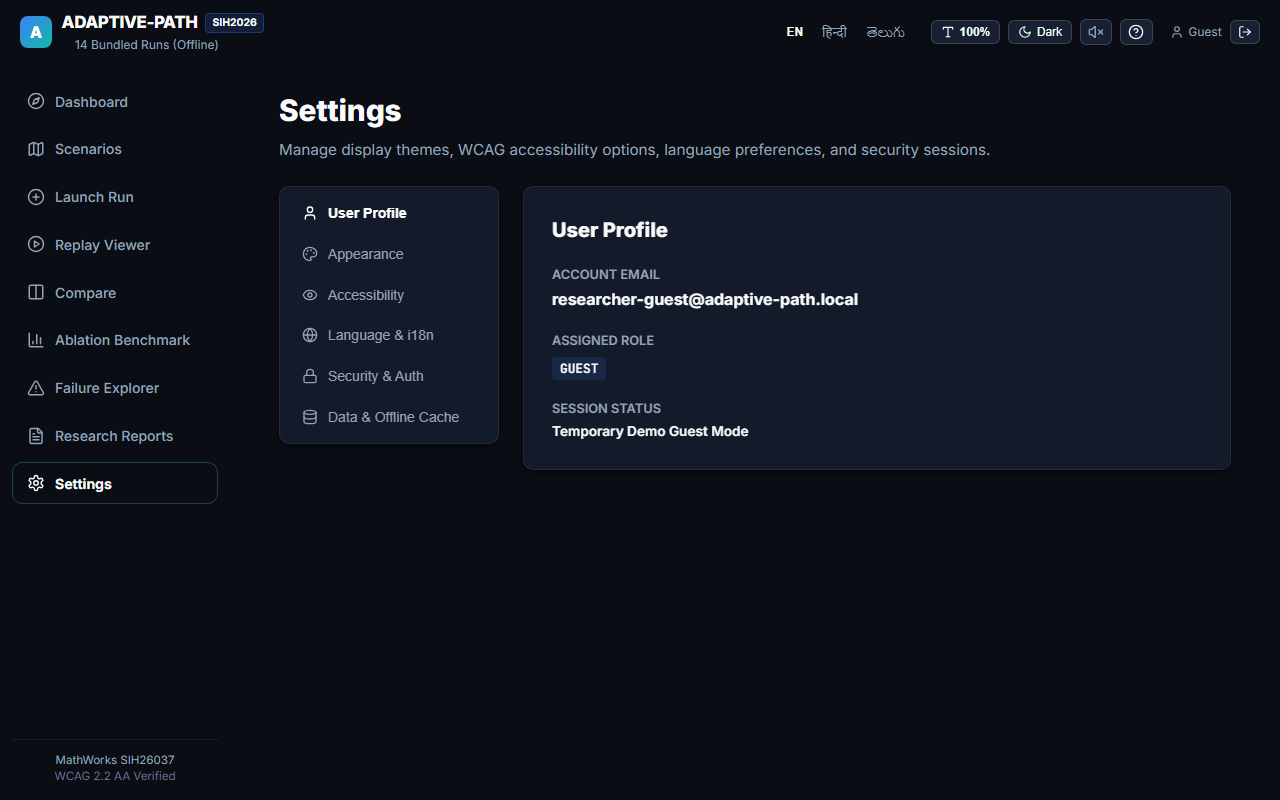 A
ADAPTIVE-PATH SIH2026
14 Bundled Runs (Offline)
EN हिन्दी తెలుగు 100% Dark Guest
Dashboard
Scenarios
Launch Run
Replay Viewer
Compare
Ablation Benchmark
Failure Explorer
Research Reports
Settings
MathWorks SIH26037
WCAG 2.2 AA Verified
Settings
Manage display themes, WCAG accessibility options, language preferences, and security sessions.
User Profile
Appearance
Accessibility
Language & i18n
Security & Auth
Data & Offline Cache
User Profile
ACCOUNT EMAIL
researcher-guest@adaptive-path.local
ASSIGNED ROLE
GUEST
SESSION STATUS
Temporary Demo Guest Mode